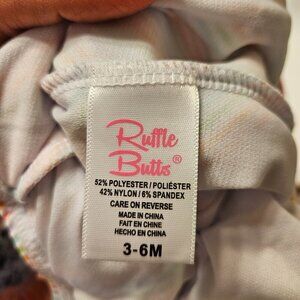 Ruffle
Butts®
52% POLYESTER / POLIÉSTER
42% NYLON / 6% SPANDEX
CARE ON REVERSE
MADE IN CHINA
FAIT EN CHINE
HECHO EN CHINA
3-6M